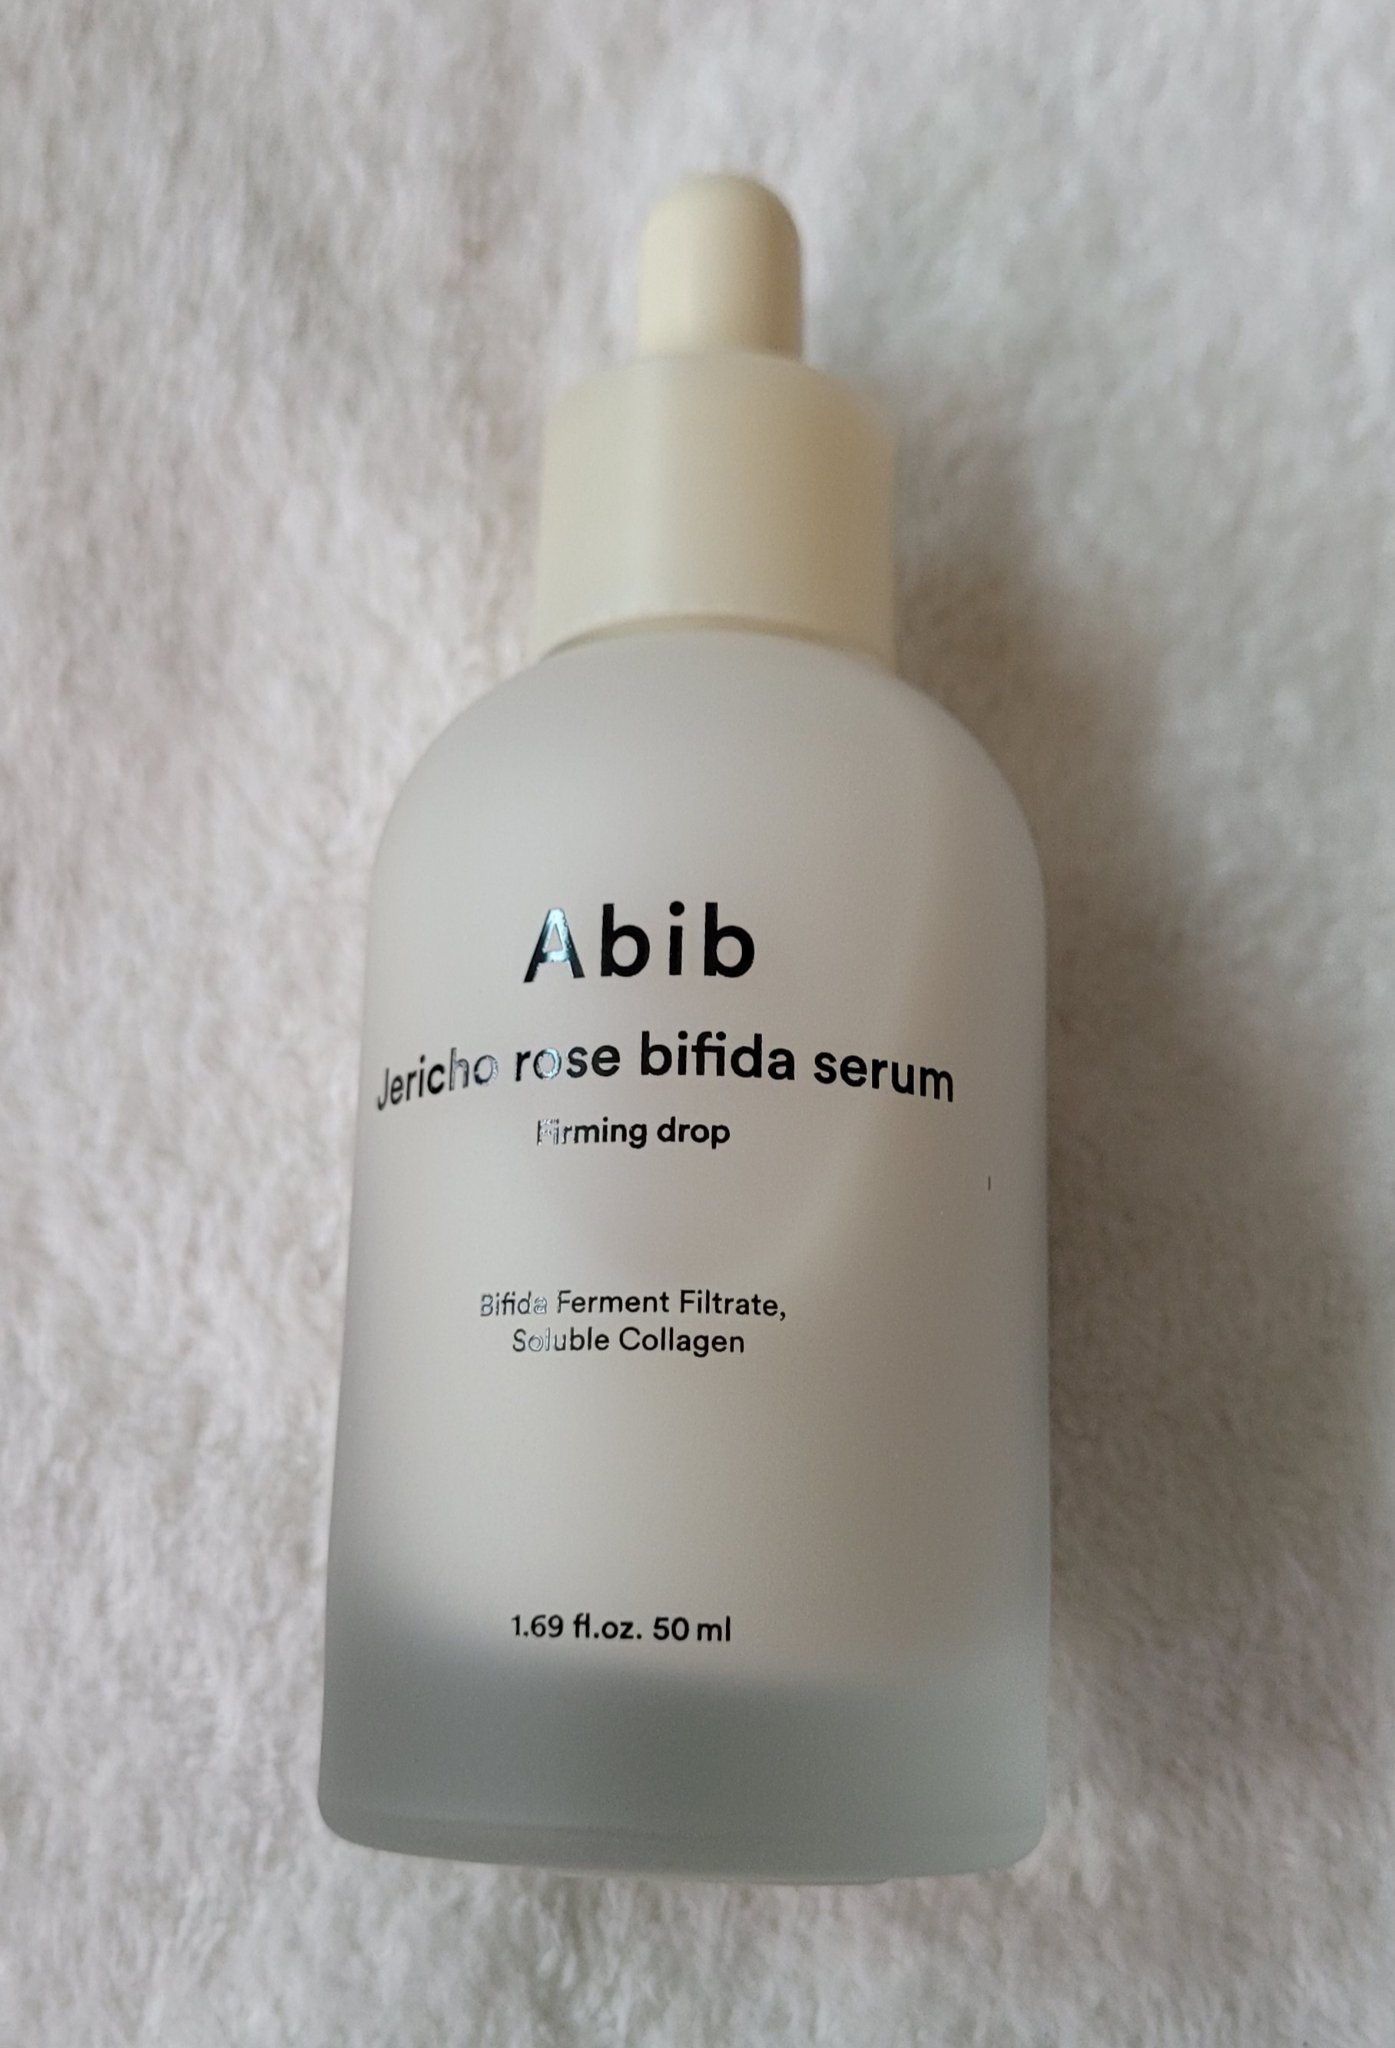 Abib
Jericho rose bifida serum
Firming drop
Bifida Ferment Filtrate,
Soluble Collagen
1.69 fl.oz. 50 ml